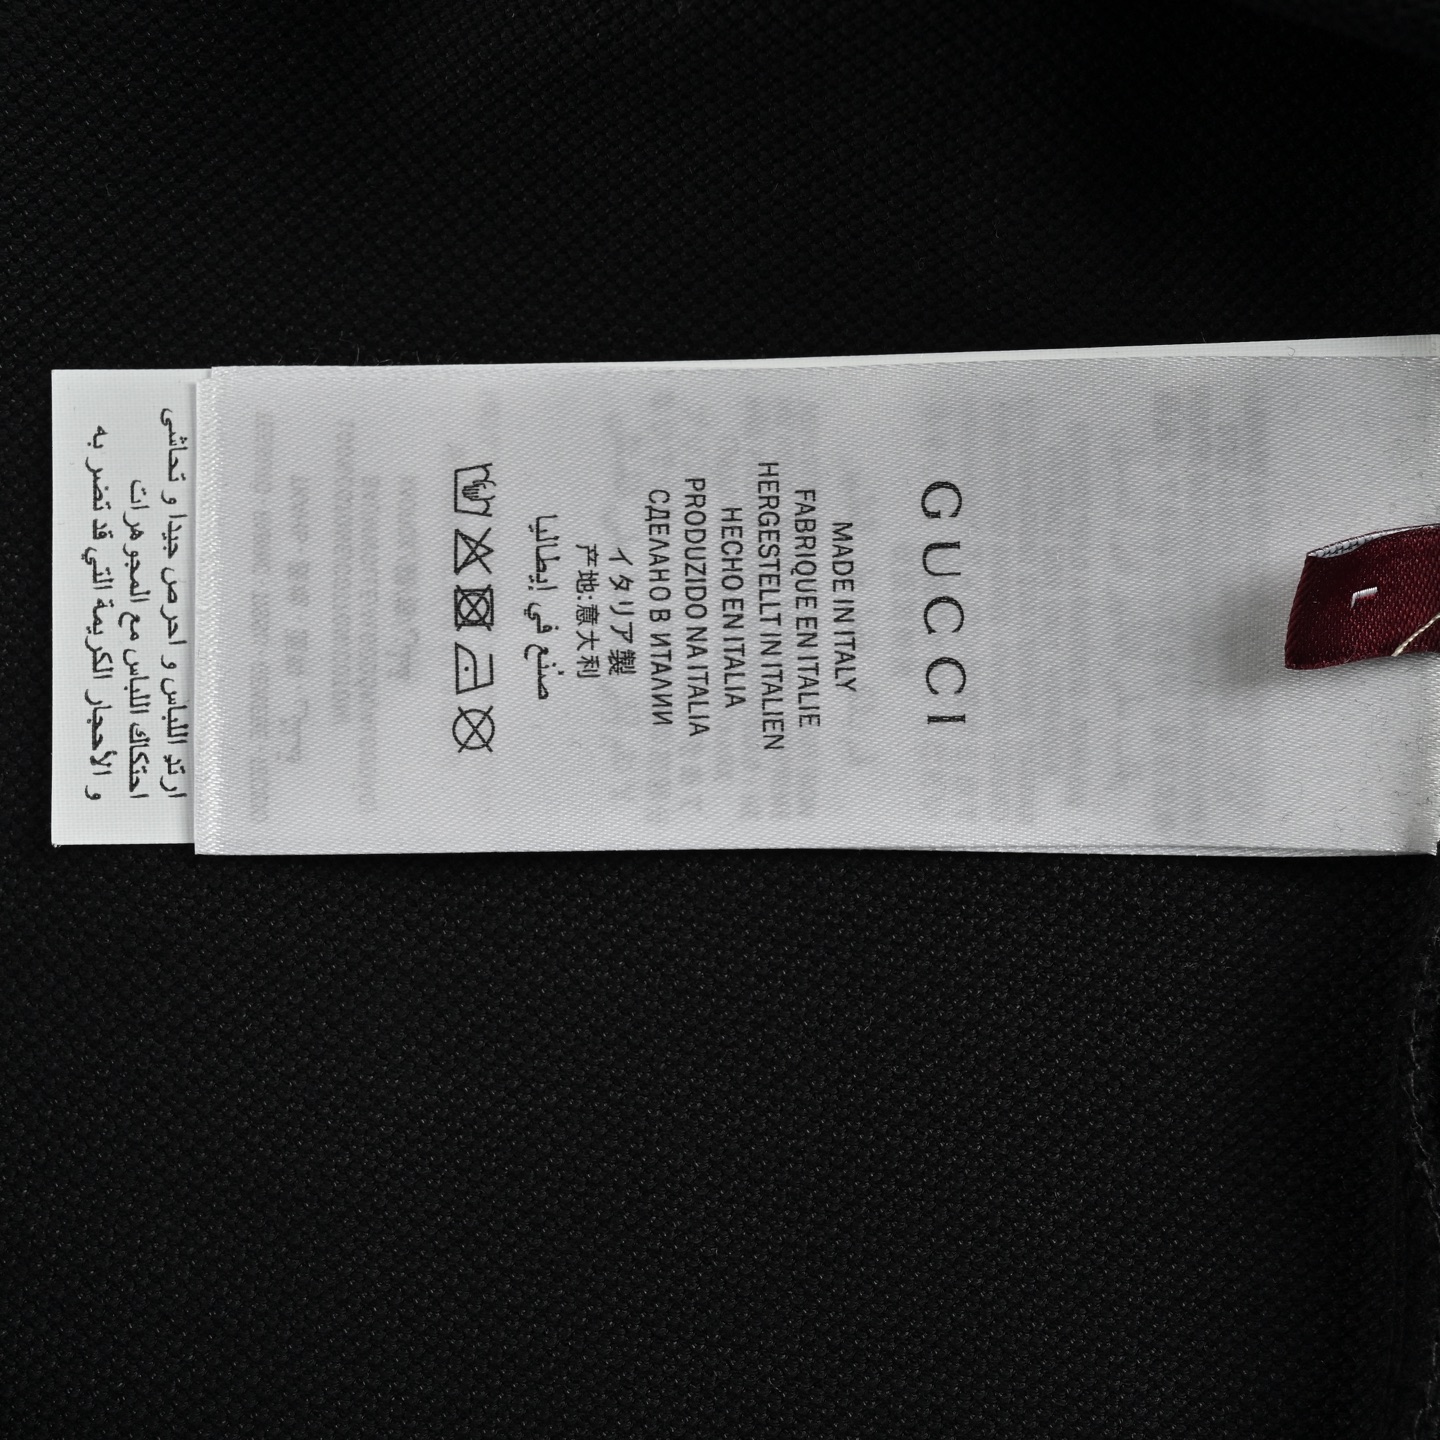 L
GUCCI
MADE IN ITALY
FABRIQUE EN ITALIE
HERGESTELLT IN ITALIEN
HECHO EN ITALIA
PRODUZIDO NA ITALIA
СДЕЛАНО В ИТАЛИИ
イタリア製
产地:意大利
صُنع في إيطاليا
ارتدِ اللباس و احرص جيدا و تحاشى
احتكاك اللباس مع المجوهرات
و الأحجار الكريمة التي قد تضر به